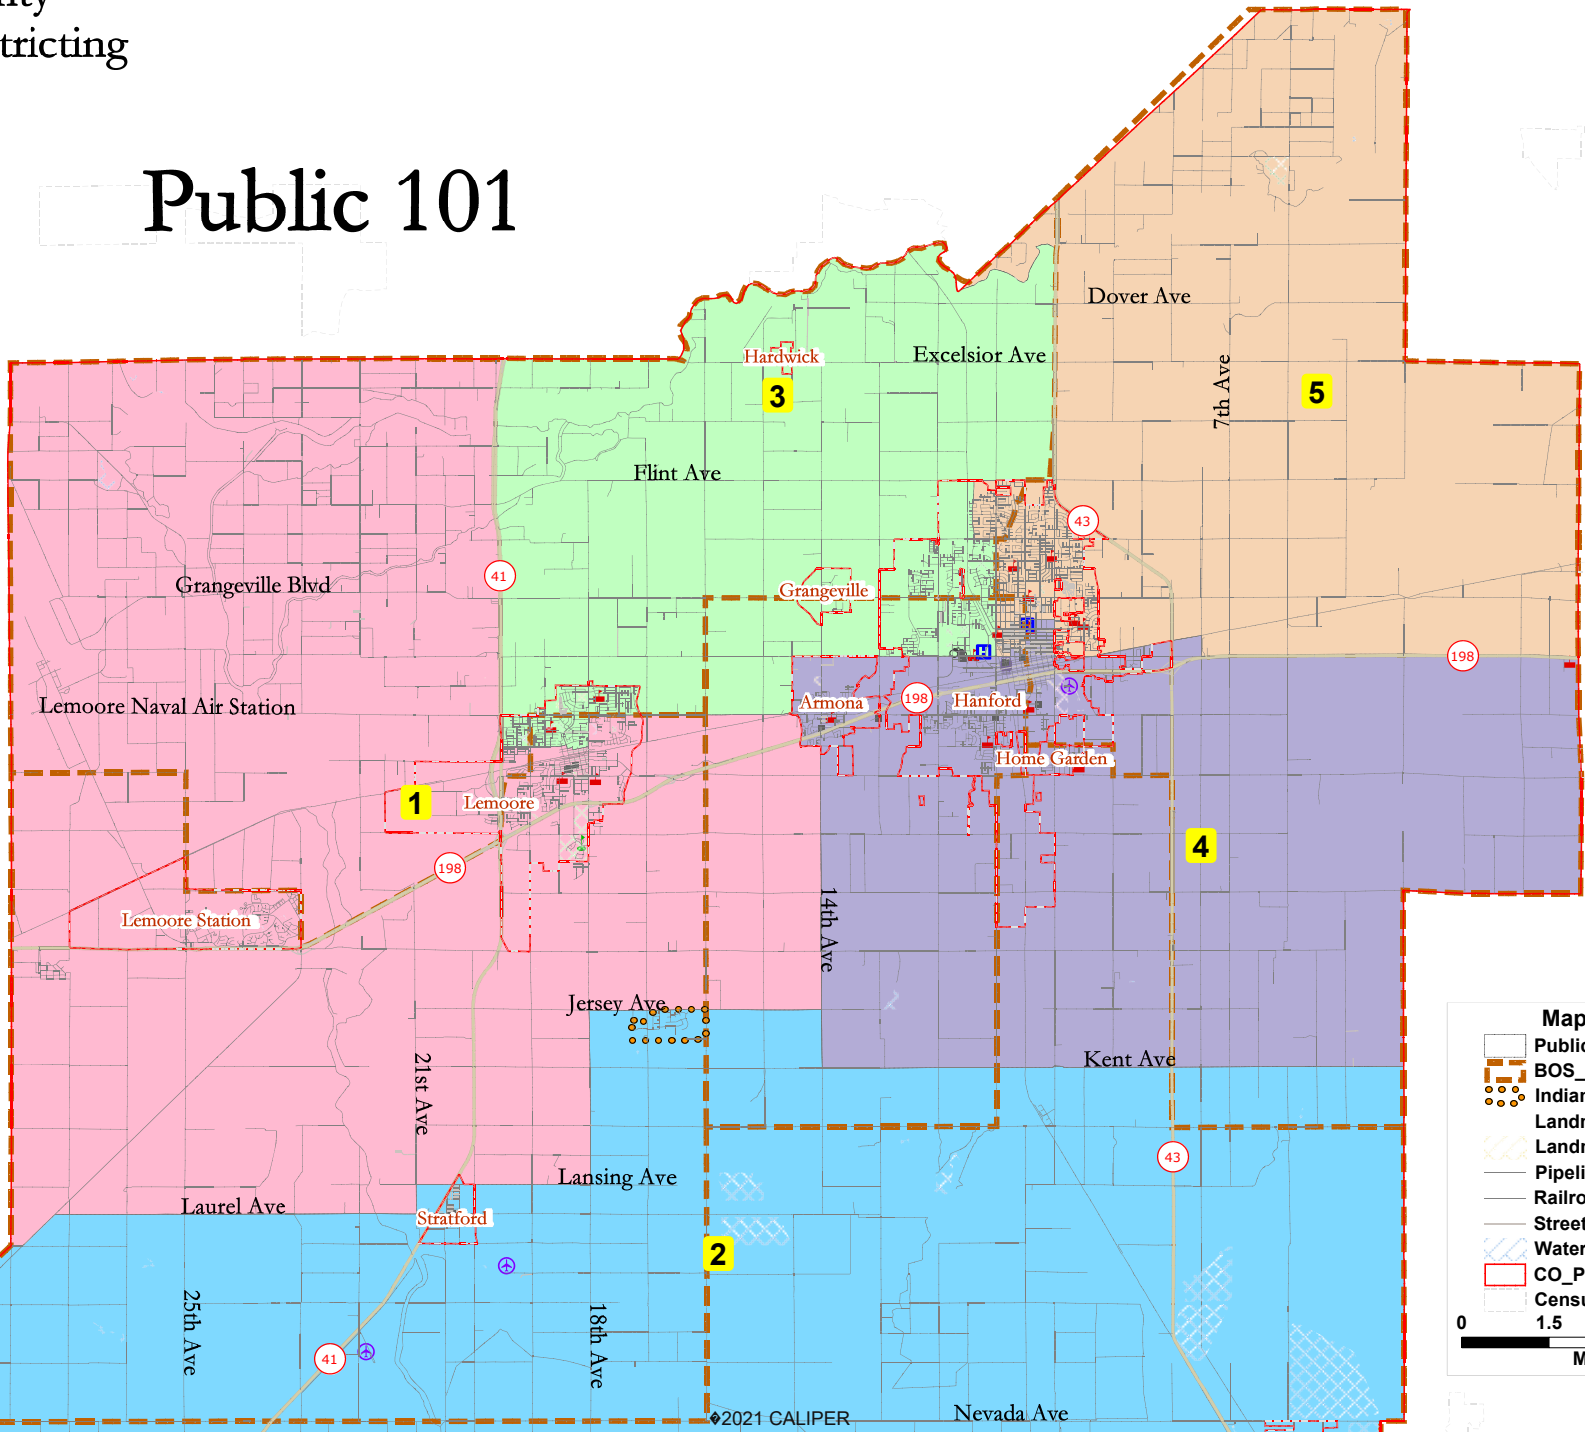 tricting
Public 101
Dover Ave
Hardwick
Excelsior Ave
3
7th Ave
5
Flint Ave
43
41
Grangeville Blvd
Grangeville
H
198
Lemoore Naval Air Station
Armona
198
Hanford
Home Garden
1
Lemoore
4
198
14th Ave
Lemoore Station
Jersey Ave
21st Ave
Kent Ave
43
Lansing Ave
Laurel Ave
Stratford
2
25th Ave
18th Ave
41
�2021 CALIPER
Nevada Ave
Map
Public
BOS_
Indian
Landr
Landr
Pipeli
Railro
Street
Water
CO_P
Censu
0 1.5
M